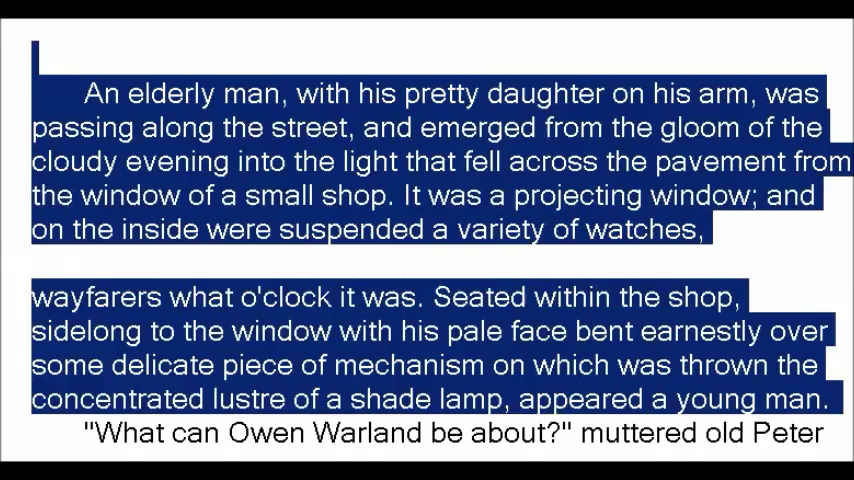 An elderly man, with his pretty daughter on his arm, was
passing along the street, and emerged from the gloom of the
cloudy evening into the light that fell across the pavement from
the window of a small shop. It was a projecting window; and
on the inside were suspended a variety of watches,
wayfarers what o'clock it was. Seated within the shop,
sidelong to the window with his pale face bent earnestly over
some delicate piece of mechanism on which was thrown the
concentrated lustre of a shade lamp, appeared a young man.
"What can Owen Warland be about?" muttered old Peter